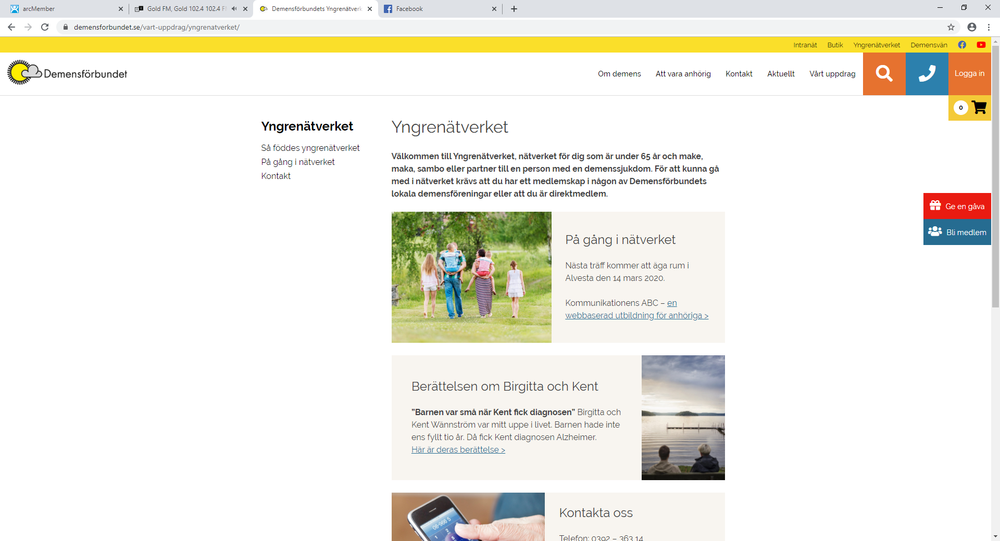 arcMember
Gold FM, Gold 102.4 102.4 F
Demensförbundets Yngrenätverk
Facebook
demensforbundet.se/vart-uppdrag/yngrenatverket/
Intranät Butik Yngrenätverket Demensvän
Demensförbundet
Om demens Att vara anhörig Kontakt Aktuellt Vårt uppdrag Logga in
0
Yngrenätverket
Så föddes yngrenätverket
På gång i nätverket
Kontakt
Yngrenätverket
Välkommen till Yngrenätverket, nätverket för dig som är under 65 år och make,
maka, sambo eller partner till en person med en demenssjukdom. För att kunna gå
med i nätverket krävs att du har ett medlemskap i någon av Demensförbundets
lokala demensföreningar eller att du är direktmedlem.
Ge en gåva
Bli medlem
På gång i nätverket
Nästa träff kommer att äga rum i
Alvesta den 14 mars 2020.
Kommunikationens ABC – en
webbaserad utbildning för anhöriga >
Berättelsen om Birgitta och Kent
”Barnen var små när Kent fick diagnosen” Birgitta och
Kent Wännström var mitt uppe i livet. Barnen hade inte
ens fyllt tio år. Då fick Kent diagnosen Alzheimer.
Här är deras berättelse >
08-966 5
Kontakta oss
Telefon: 0392 – 363 14